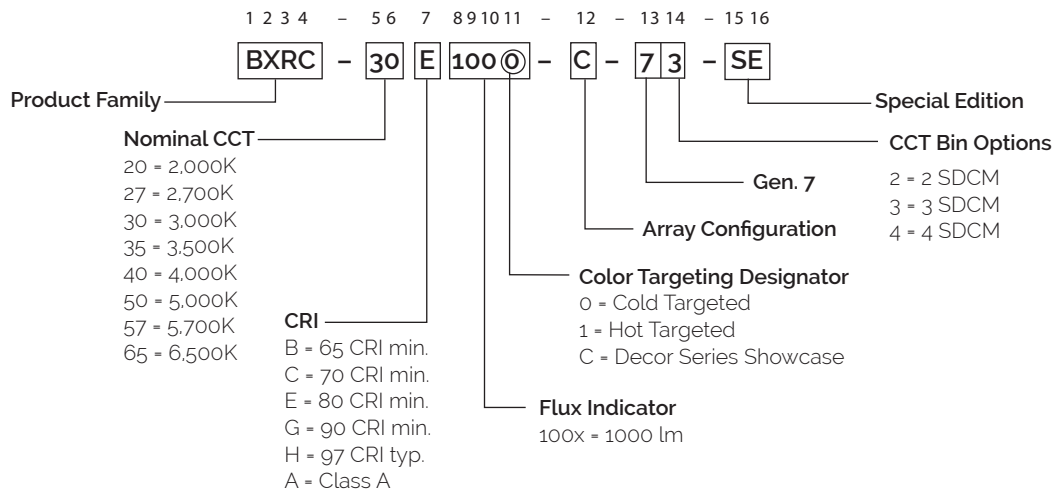 1 2 3 4 – 5 6 7 8 9 10 11 – 12 – 13 14 – 15 16
BXRC – 30 E 100 0 – C – 7 3 – SE
Product Family
Special Edition
Nominal CCT
20 = 2,000K
27 = 2,700K
30 = 3,000K
35 = 3,500K
40 = 4,000K
50 = 5,000K
57 = 5,700K
65 = 6,500K
CCT Bin Options
2 = 2 SDCM
3 = 3 SDCM
4 = 4 SDCM
Gen. 7
Array Configuration
Color Targeting Designator
0 = Cold Targeted
1 = Hot Targeted
C = Decor Series Showcase
CRI
B = 65 CRI min.
C = 70 CRI min.
E = 80 CRI min.
G = 90 CRI min.
H = 97 CRI typ.
A = Class A
Flux Indicator
100x = 1000 lm